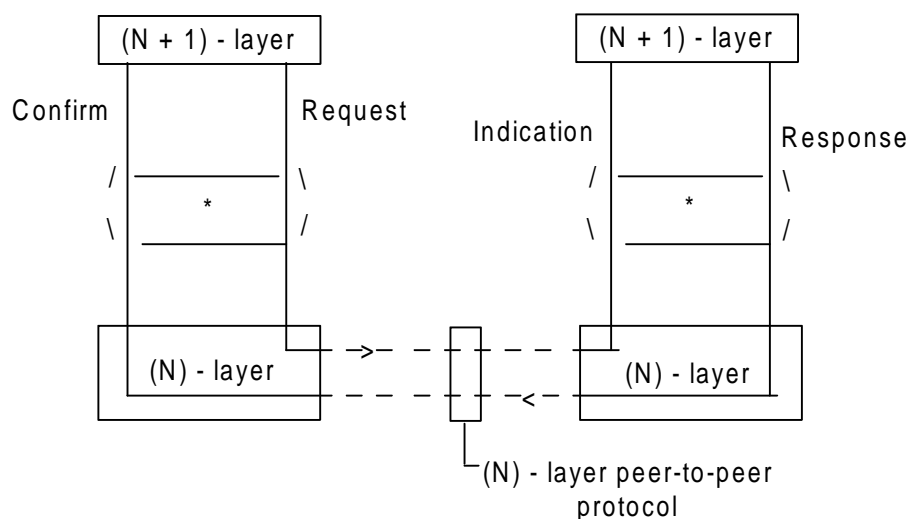 (N + 1) - layer
(N + 1) - layer
Confirm
Request
Indication
Response
/ \
* 
\ /
/ \
*
\ /
>
(N) - layer
(N) - layer
<
(N) - layer peer-to-peer
protocol